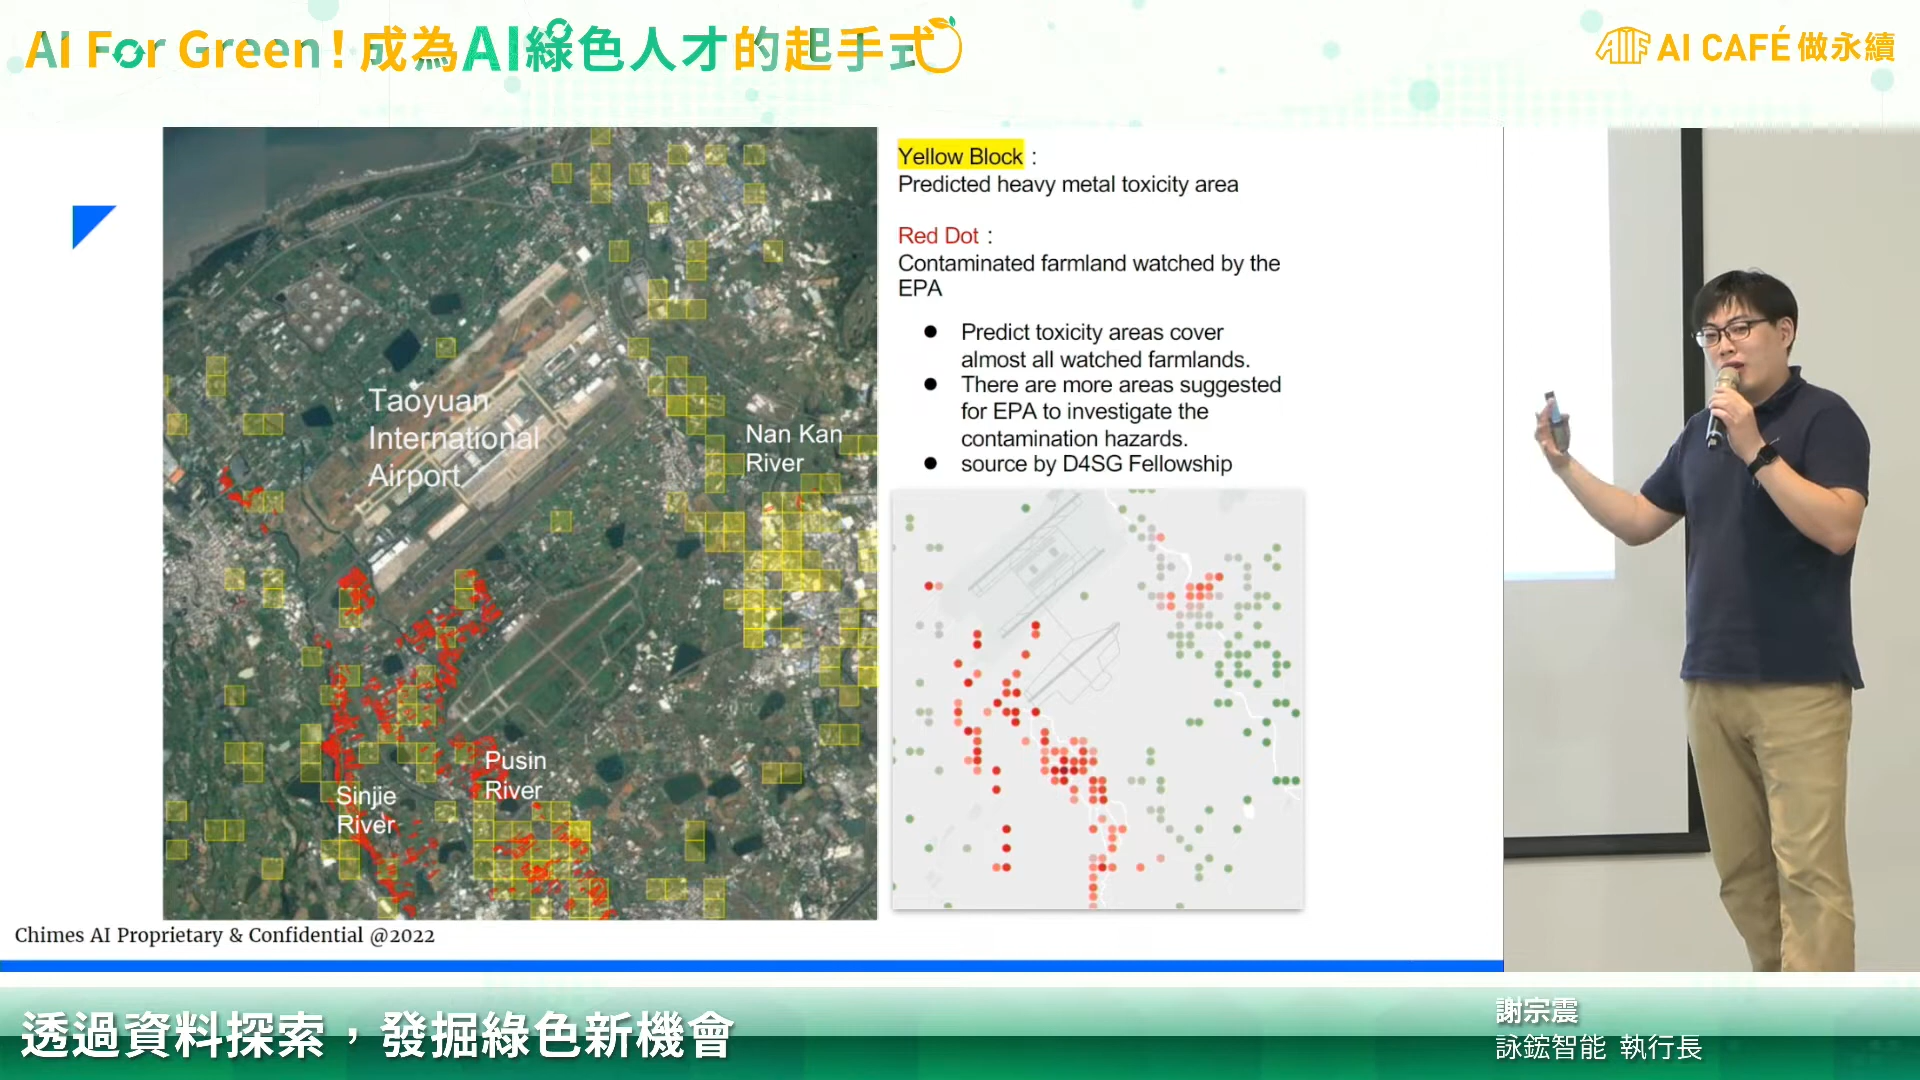 AI For Green！成為AI綠色人才的起手式
AIF AI CAFÉ 做永續
Yellow Block：
Predicted heavy metal toxicity area
Red Dot：
Contaminated farmland watched by the
EPA
● Predict toxicity areas cover
almost all watched farmlands.
● There are more areas suggested
for EPA to investigate the
contamination hazards.
● source by D4SG Fellowship
Taoyuan
International
Airport
Nan Kan
River
Pusin
River
Sinjie
River
Chimes AI Proprietary & Confidential @2022
透過資料探索，發掘綠色新機會
謝宗震
詠鋐智能 執行長